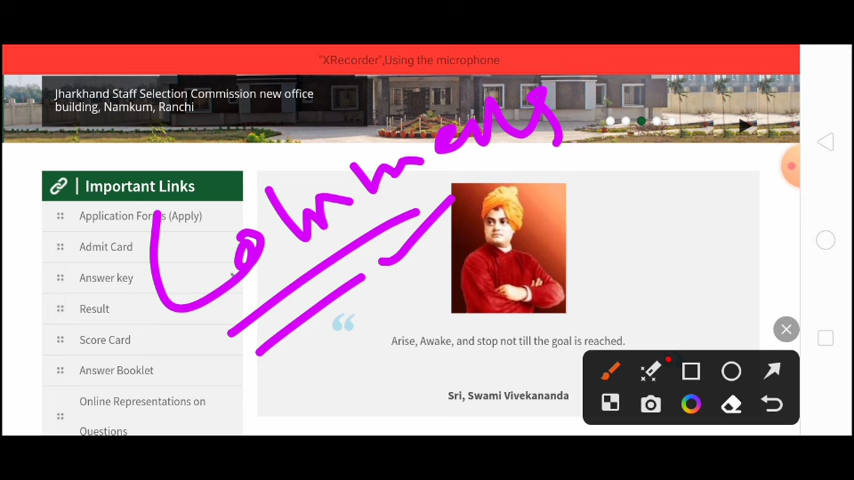 "XRecorder",Using the microphone
Jharkhand Staff Selection Commission new office
building, Namkum, Ranchi
Important Links
Application Forms (Apply)
Admit Card
Answer key
Result
Score Card
Answer Booklet
Online Representations on
Questions
Arise, Awake, and stop not till the goal is reached.
Sri, Swami Vivekananda